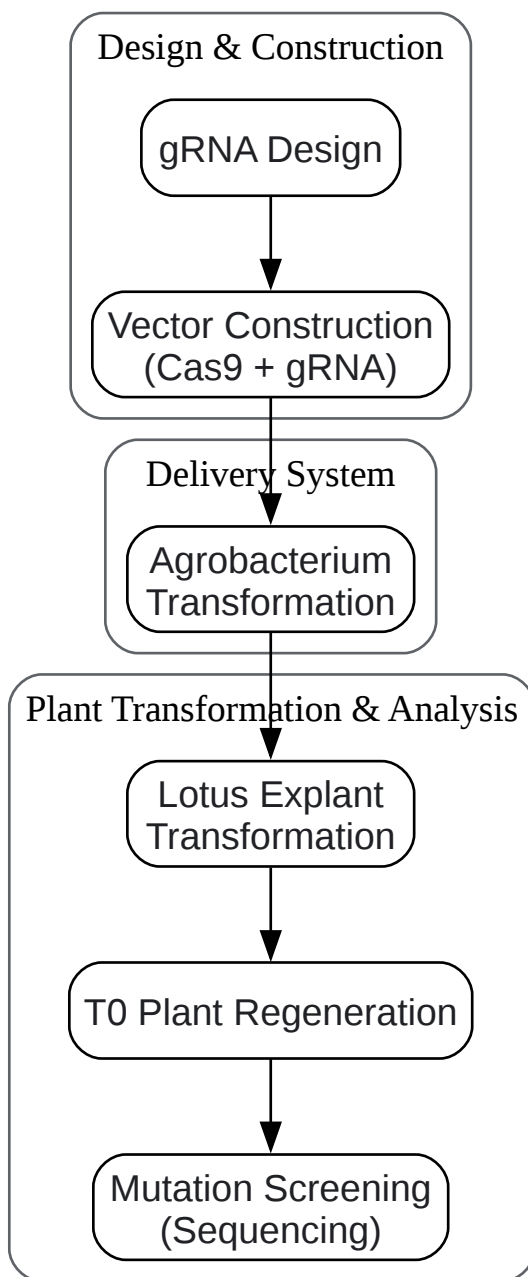 Design & Construction
gRNA Design
Vector Construction
(Cas9 + gRNA)
Delivery System
Agrobacterium
Transformation
Plant Transformation & Analysis
Lotus Explant
Transformation
T0 Plant Regeneration
Mutation Screening
(Sequencing)